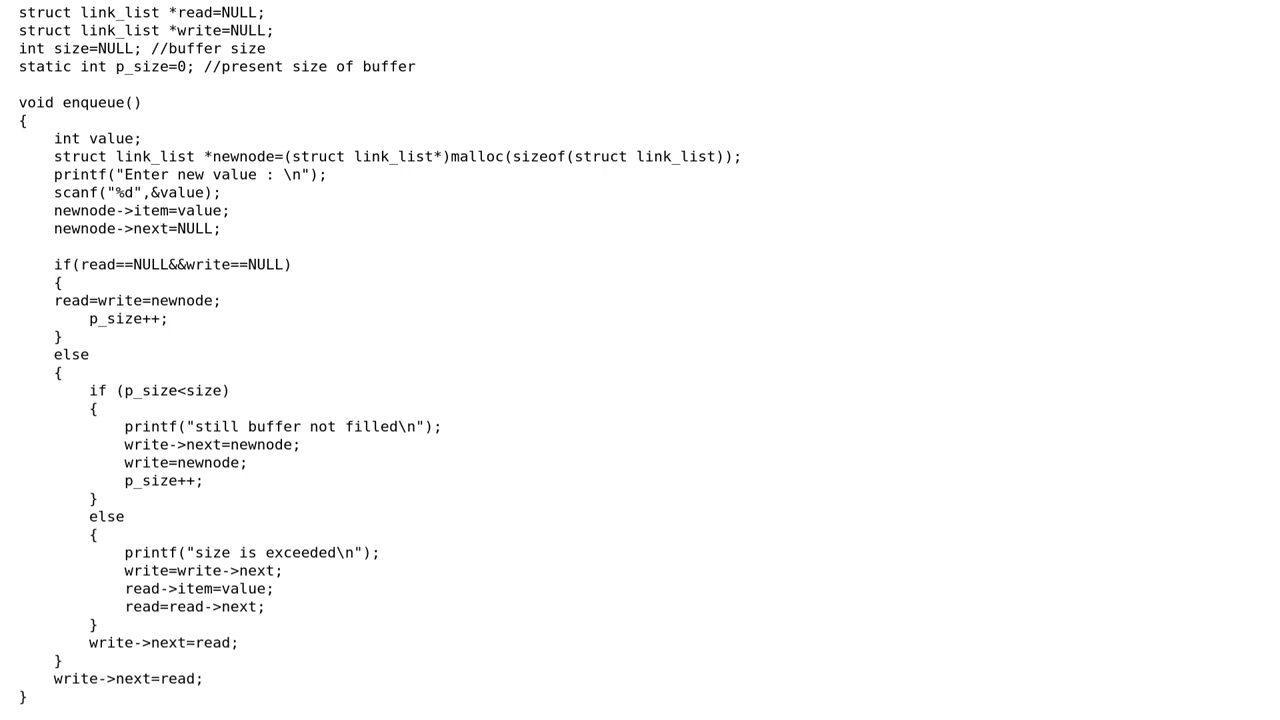 struct link_list *read=NULL;
struct link_list *write=NULL;
int size=NULL; //buffer size
static int p_size=0; //present size of buffer

void enqueue()
{
    int value;
    struct link_list *newnode=(struct link_list*)malloc(sizeof(struct link_list));
    printf("Enter new value : \n");
    scanf("%d",&value);
    newnode->item=value;
    newnode->next=NULL;

    if(read==NULL&&write==NULL)
    {
    read=write=newnode;
        p_size++;
    }
    else
    {
        if (p_size<size)
        {
            printf("still buffer not filled\n");
            write->next=newnode;
            write=newnode;
            p_size++;
        }
        else
        {
            printf("size is exceeded\n");
            write=write->next;
            read->item=value;
            read=read->next;
        }
        write->next=read;
    }
    write->next=read;
}